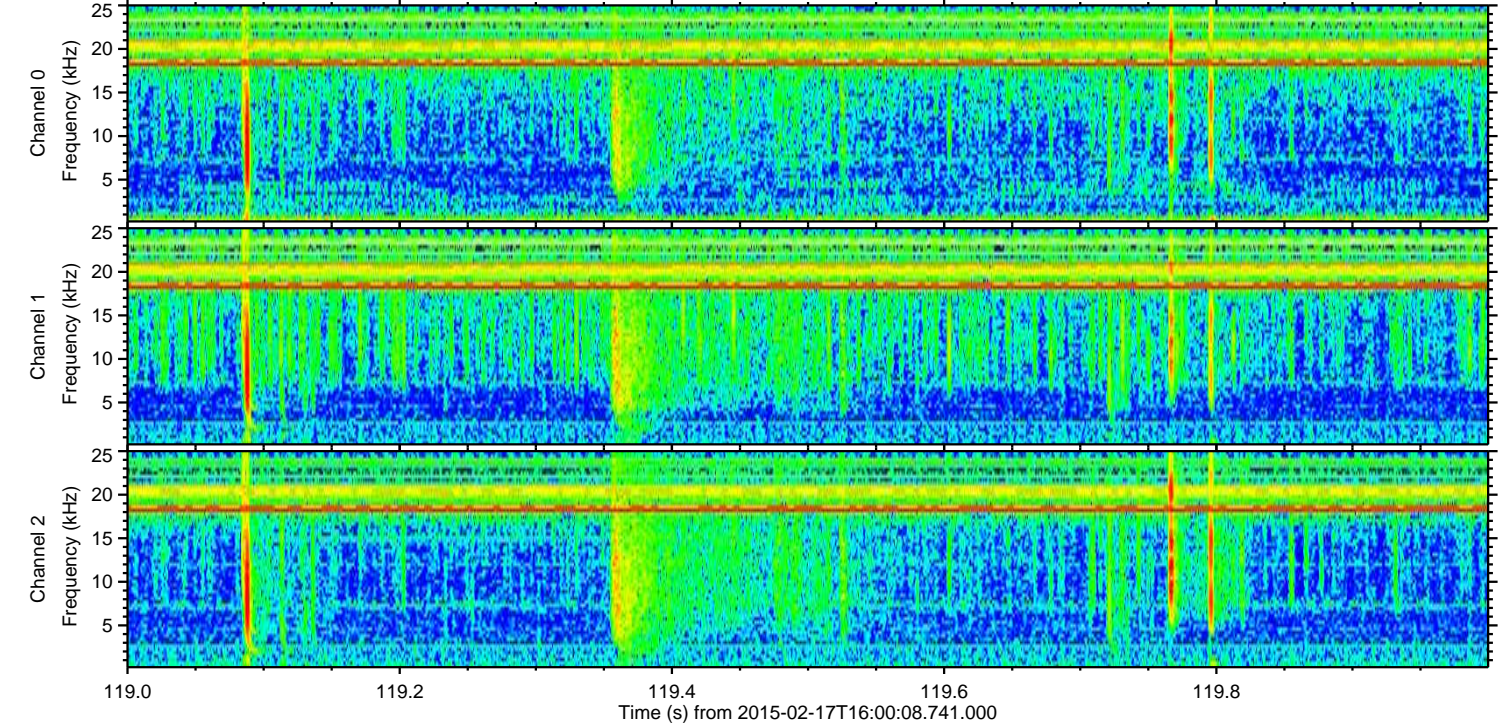 25
20
15
10
5
Channel 0
Frequency (kHz)
25
20
15
10
5
Channel 1
Frequency (kHz)
25
20
15
10
5
Channel 2
Frequency (kHz)
119.0 119.2 119.4 119.6 119.8
Time (s) from 2015-02-17T16:00:08.741.000